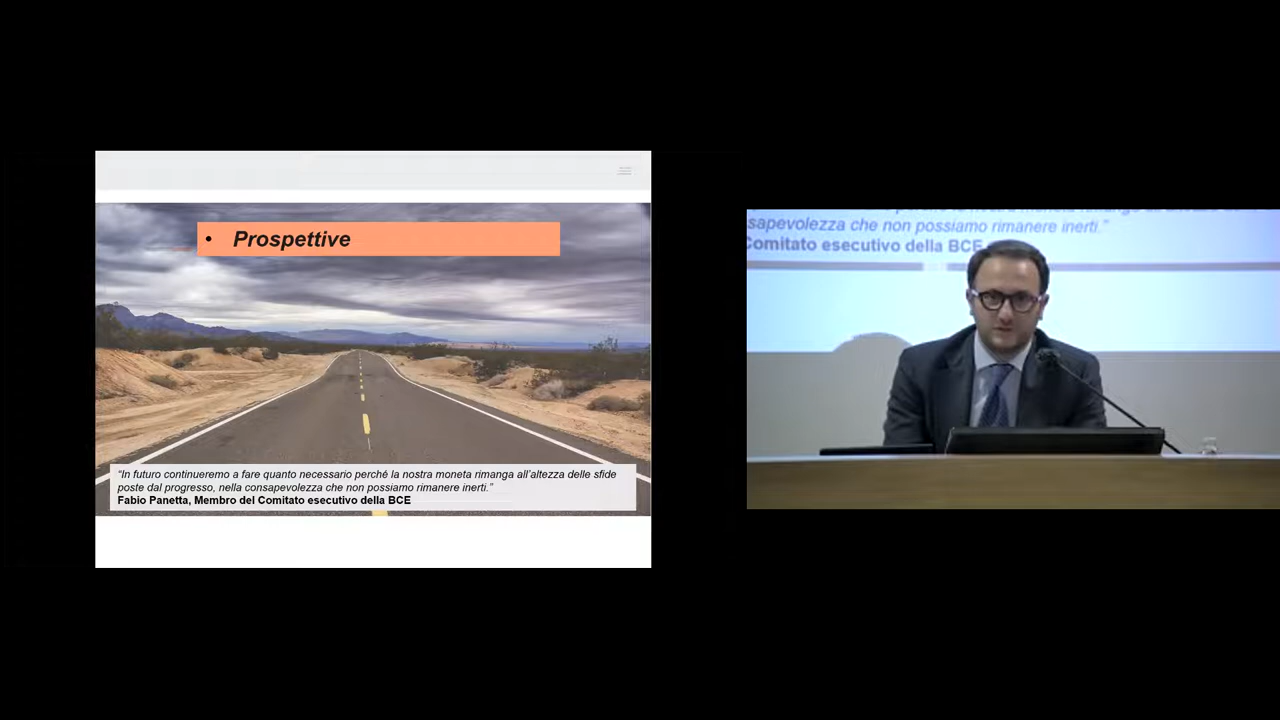 • Prospettive
“In futuro continueremo a fare quanto necessario perché la nostra moneta rimanga all’altezza delle sfide
poste dal progresso, nella consapevolezza che non possiamo rimanere inerti.”
Fabio Panetta, Membro del Comitato esecutivo della BCE
sapevolezza che non possiamo rimanere inerti.”
Comitato esecutivo della BCE